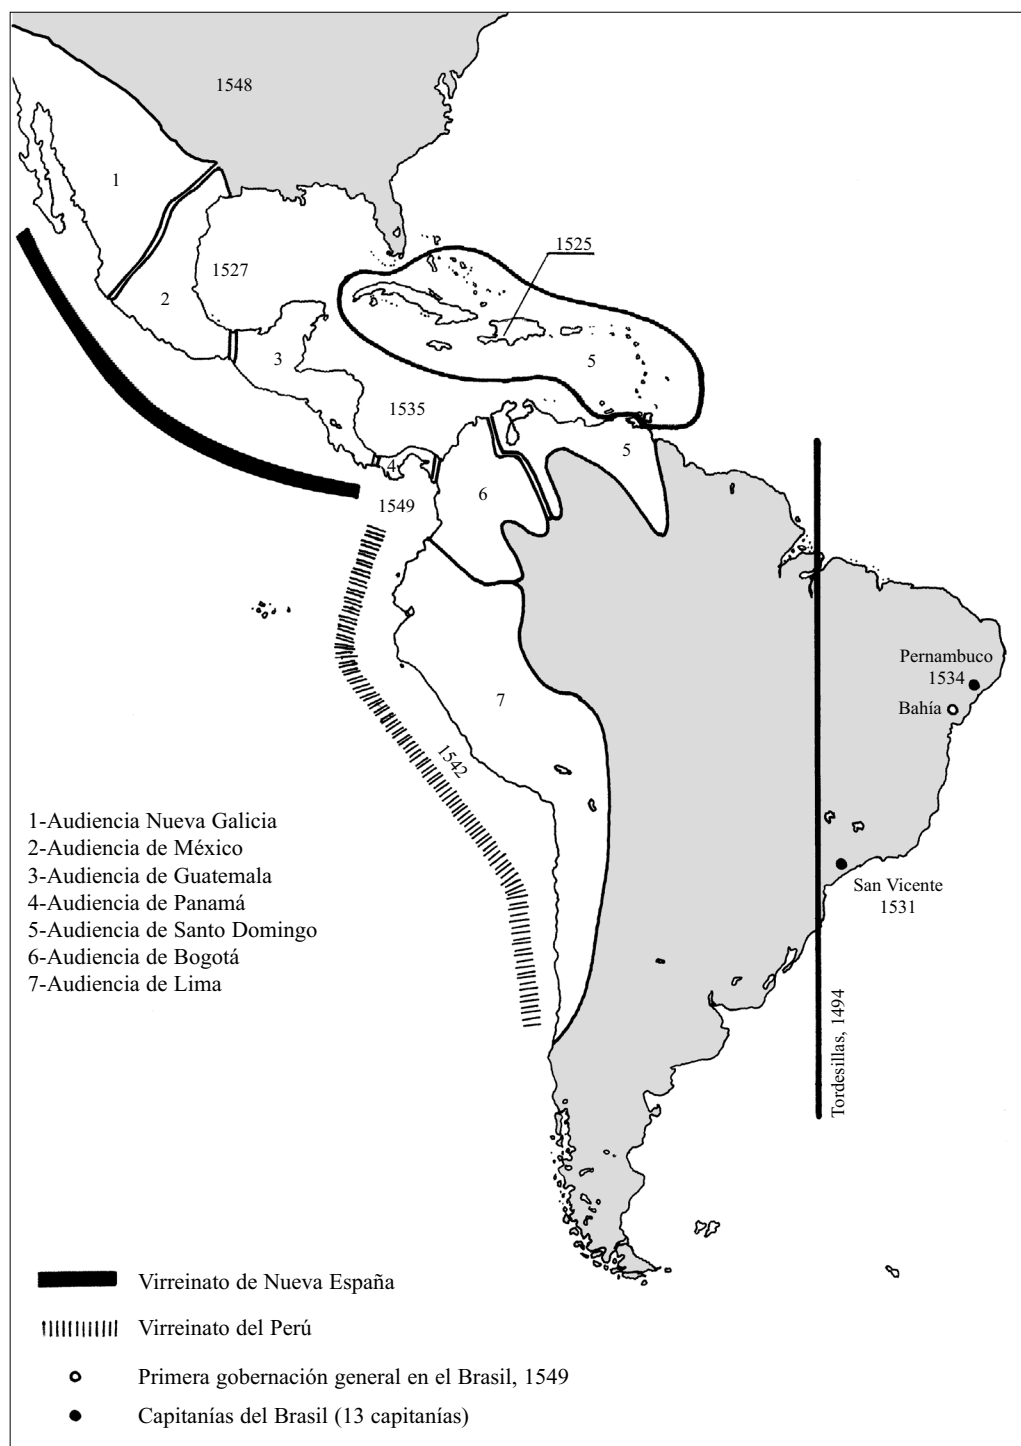 1548
1
1525
1527
2
3
5
1535
5
4
6
1549
Pernambuco
1534
7
Bahía
1542
1-Audiencia Nueva Galicia
2-Audiencia de México
3-Audiencia de Guatemala
4-Audiencia de Panamá
5-Audiencia de Santo Domingo
6-Audiencia de Bogotá
7-Audiencia de Lima
San Vicente
1531
Tordesillas, 1494
Virreinato de Nueva España
Virreinato del Perú
Primera gobernación general en el Brasil, 1549
Capitanías del Brasil (13 capitanías)